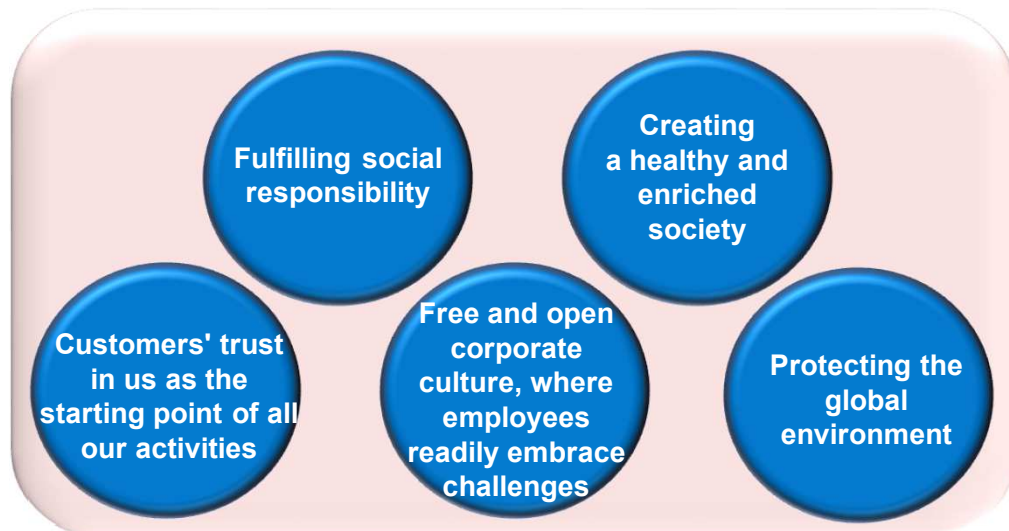 Fulfilling social
responsibility
Creating
a healthy and
enriched
society
Customers' trust
in us as the
starting point of all
our activities
Free and open
corporate
culture, where
employees
readily embrace
challenges
Protecting the
global
environment